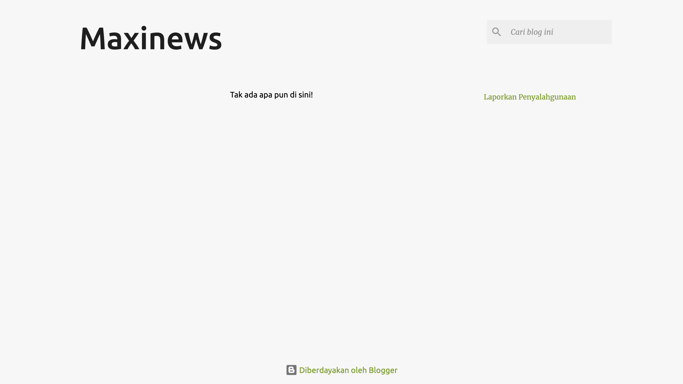 Maxinews
Cari blog ini
Tak ada apa pun di sini!
Laporkan Penyalahgunaan
Diberdayakan oleh Blogger